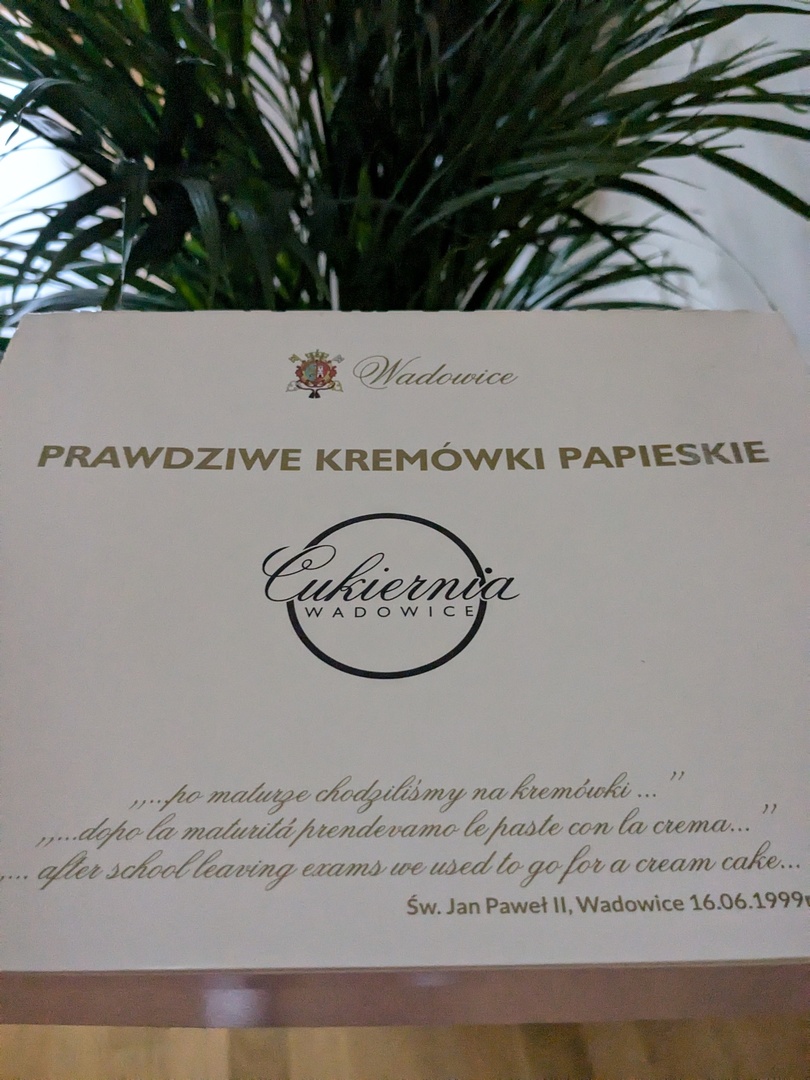 Wadowice
PRAWDZIWE KREMÓWKI PAPIESKIE
Cukiernia
WADOWICE
,,...po maturze chodziliśmy na kremówki ... ”
,,...dopo la maturitá prendevamo le paste con la crema... ”
,... after school leaving exams we used to go for a cream cake...
Św. Jan Paweł II, Wadowice 16.06.1999r